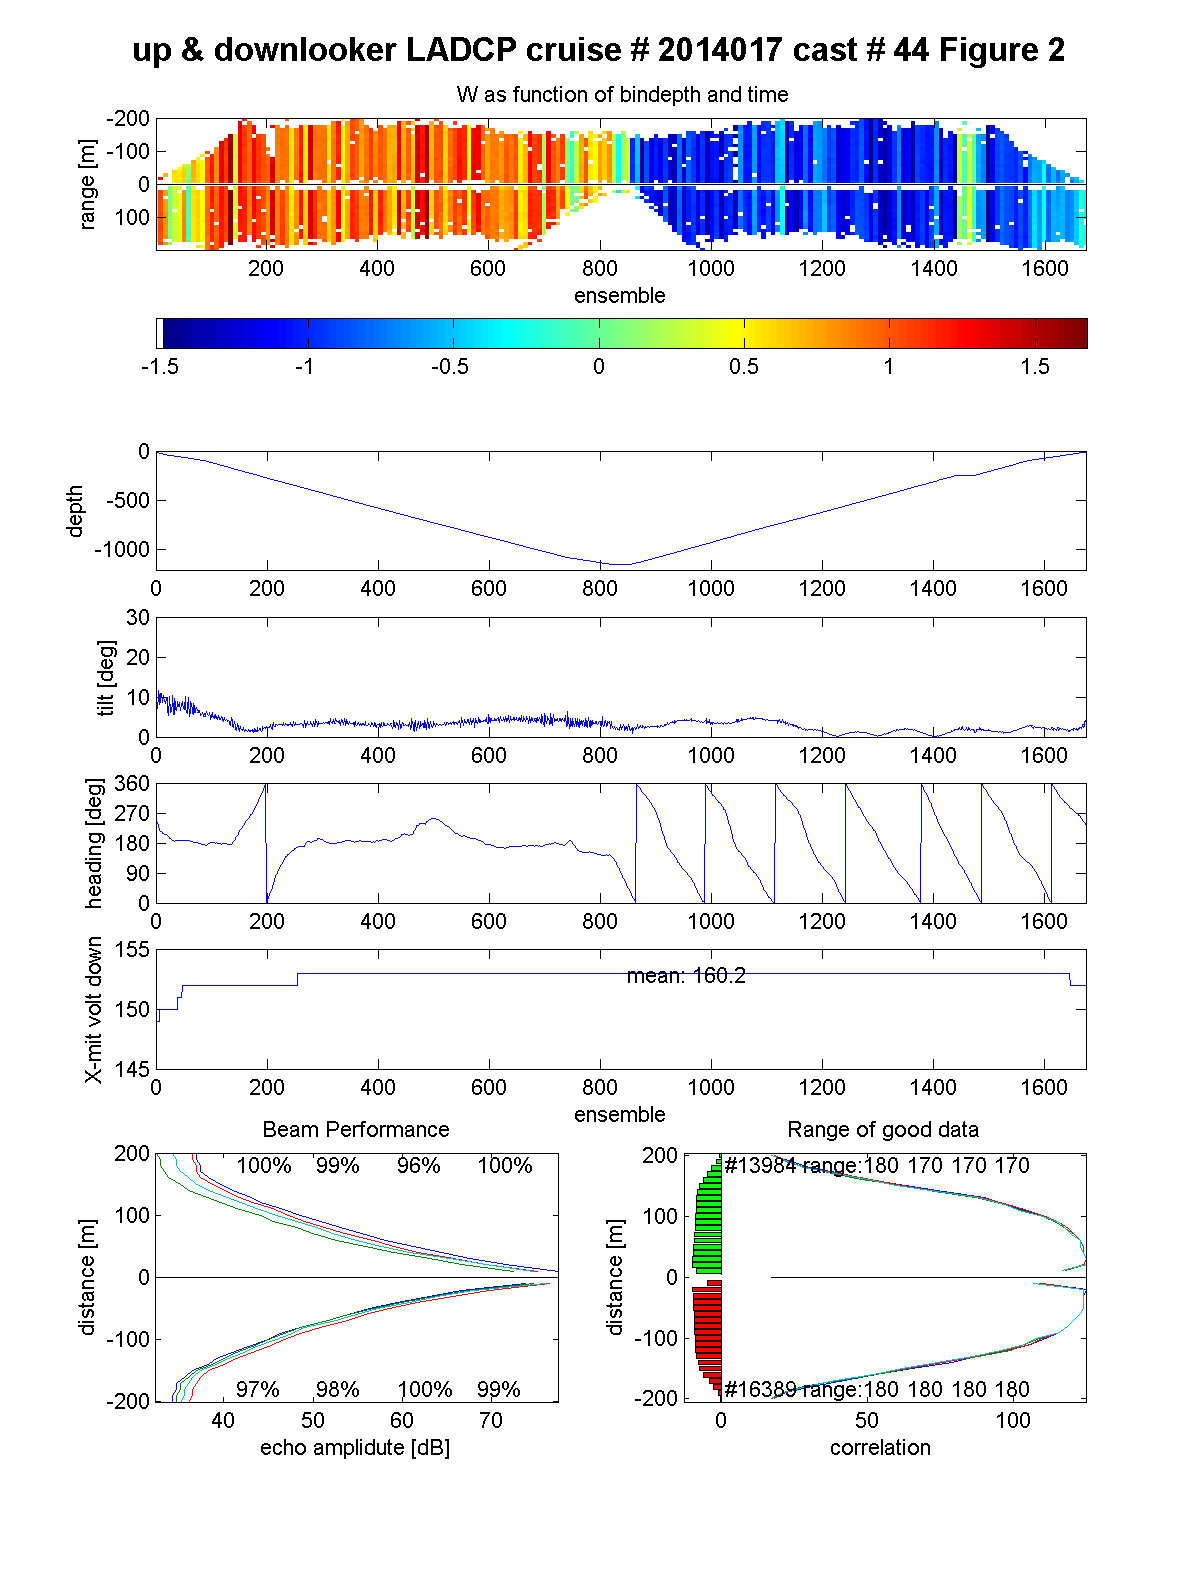 up & downlooker LADCP cruise # 2014017 cast # 44 Figure 2
W as function of bindepth and time
range [m]
-200
-100
0
100
200 400 600 800 1000 1200 1400 1600
ensemble
-1.5 -1 -0.5 0 0.5 1 1.5
depth
0
-500
-1000
0 200 400 600 800 1000 1200 1400 1600
tilt [deg]
30
20
10
0
0 200 400 600 800 1000 1200 1400 1600
heading [deg]
360
270
180
90
0
0 200 400 600 800 1000 1200 1400 1600
X-mit volt down
155
150
145
mean: 160.2
0 200 400 600 800 1000 1200 1400 1600
ensemble
Beam Performance
distance [m]
200
100
0
-100
-200
100% 99% 96% 100%
97% 98% 100% 99%
40 50 60 70
echo amplidute [dB]
Range of good data
distance [m]
200
100
0
-100
-200
#13984 range:180 170 170 170
#16389 range:180 180 180 180
0 50 100
correlation